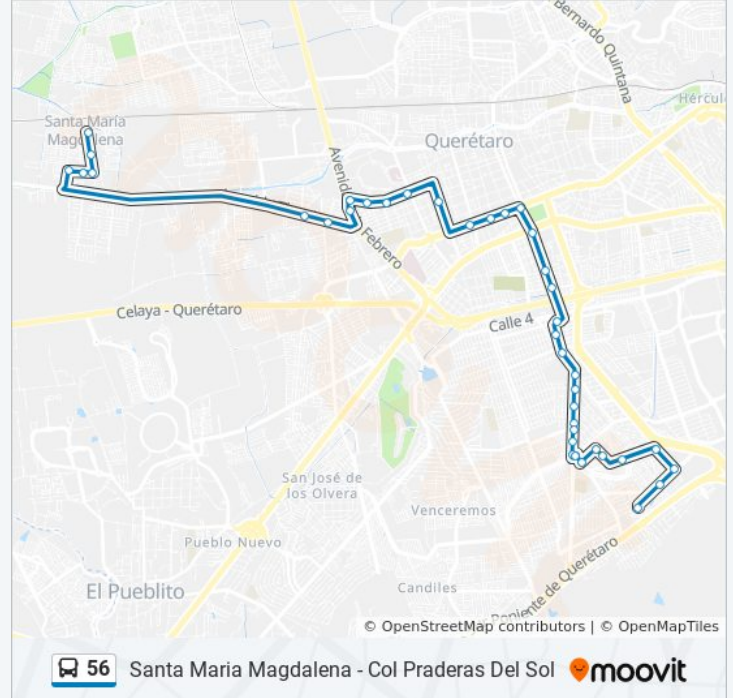 Bernardo Quintana
Hércul
Santa María
Magdalena
Querétaro
Avenida
Febrero
Celaya - Querétaro
Calle 4
San José de
los Olvera
Venceremos
Pueblo Nuevo
El Pueblito
Candiles
Poniente de Querétaro
© OpenStreetMap contributors | © OpenMapTiles
56 Santa Maria Magdalena - Col Praderas Del Sol moovit